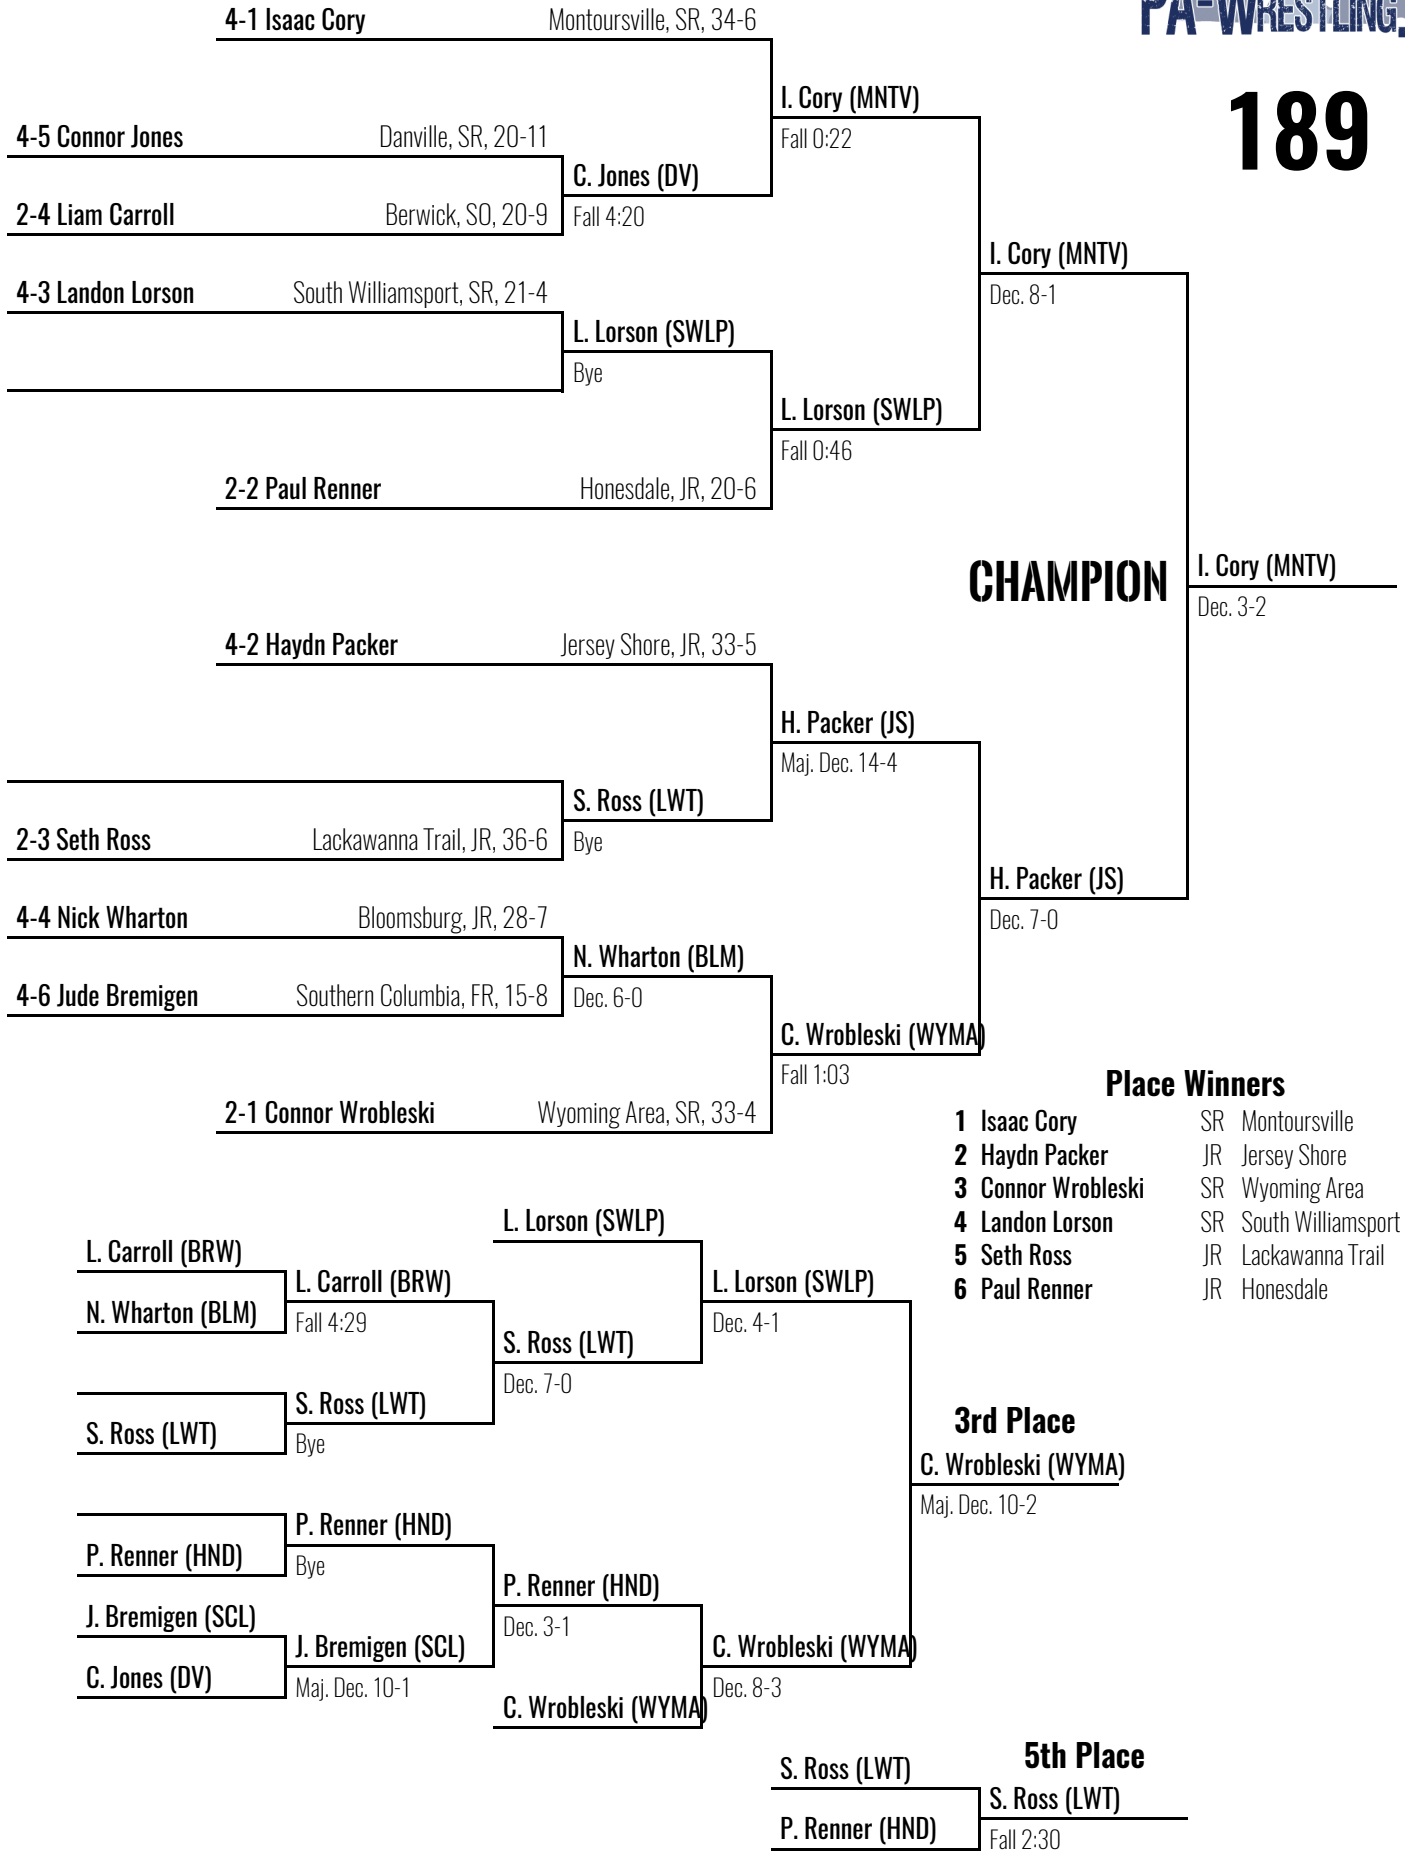 PA-WRESTLING.
189
4-1 Isaac Cory Montoursville, SR, 34-6
I. Cory (MNTV)
Fall 0:22
4-5 Connor Jones Danville, SR, 20-11
C. Jones (DV)
Fall 4:20
2-4 Liam Carroll Berwick, SO, 20-9
I. Cory (MNTV)
Dec. 8-1
4-3 Landon Lorson South Williamsport, SR, 21-4
L. Lorson (SWLP)
Bye
L. Lorson (SWLP)
Fall 0:46
2-2 Paul Renner Honesdale, JR, 20-6
CHAMPION
I. Cory (MNTV)
Dec. 3-2
4-2 Haydn Packer Jersey Shore, JR, 33-5
H. Packer (JS)
Maj. Dec. 14-4
S. Ross (LWT)
Bye
2-3 Seth Ross Lackawanna Trail, JR, 36-6
H. Packer (JS)
Dec. 7-0
4-4 Nick Wharton Bloomsburg, JR, 28-7
N. Wharton (BLM)
Dec. 6-0
4-6 Jude Bremigen Southern Columbia, FR, 15-8
C. Wrobleski (WYMA)
Fall 1:03
2-1 Connor Wrobleski Wyoming Area, SR, 33-4
Place Winners
1 Isaac Cory SR Montoursville
2 Haydn Packer JR Jersey Shore
3 Connor Wrobleski SR Wyoming Area
4 Landon Lorson SR South Williamsport
5 Seth Ross JR Lackawanna Trail
6 Paul Renner JR Honesdale
L. Lorson (SWLP)
L. Carroll (BRW)
L. Carroll (BRW)
Fall 4:29
N. Wharton (BLM)
L. Lorson (SWLP)
Dec. 4-1
S. Ross (LWT)
Dec. 7-0
S. Ross (LWT)
Bye
S. Ross (LWT)
3rd Place
C. Wrobleski (WYMA)
Maj. Dec. 10-2
P. Renner (HND)
Bye
P. Renner (HND)
P. Renner (HND)
Dec. 3-1
J. Bremigen (SCL)
J. Bremigen (SCL)
Maj. Dec. 10-1
C. Jones (DV)
C. Wrobleski (WYMA)
Dec. 8-3
C. Wrobleski (WYMA)
5th Place
S. Ross (LWT)
S. Ross (LWT)
Fall 2:30
P. Renner (HND)